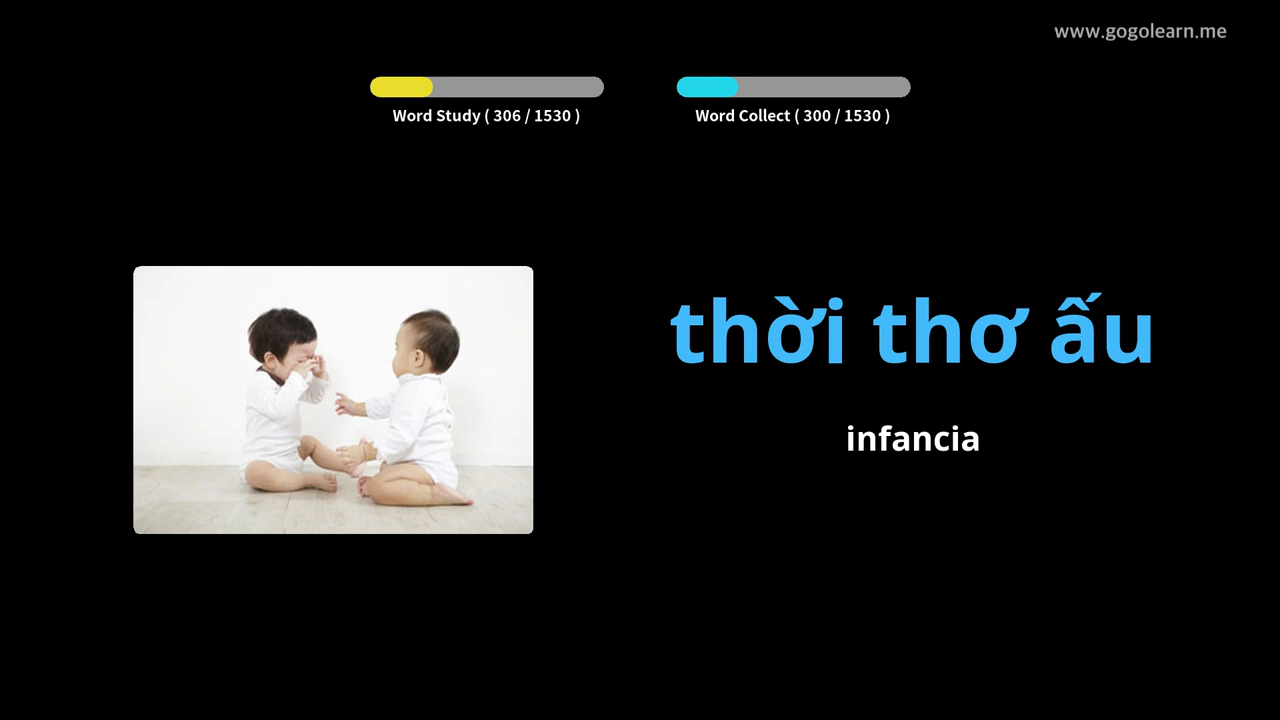 www.gogolearn.me
Word Study ( 306 / 1530 )
Word Collect ( 300 / 1530 )
thời thơ ấu
infancia